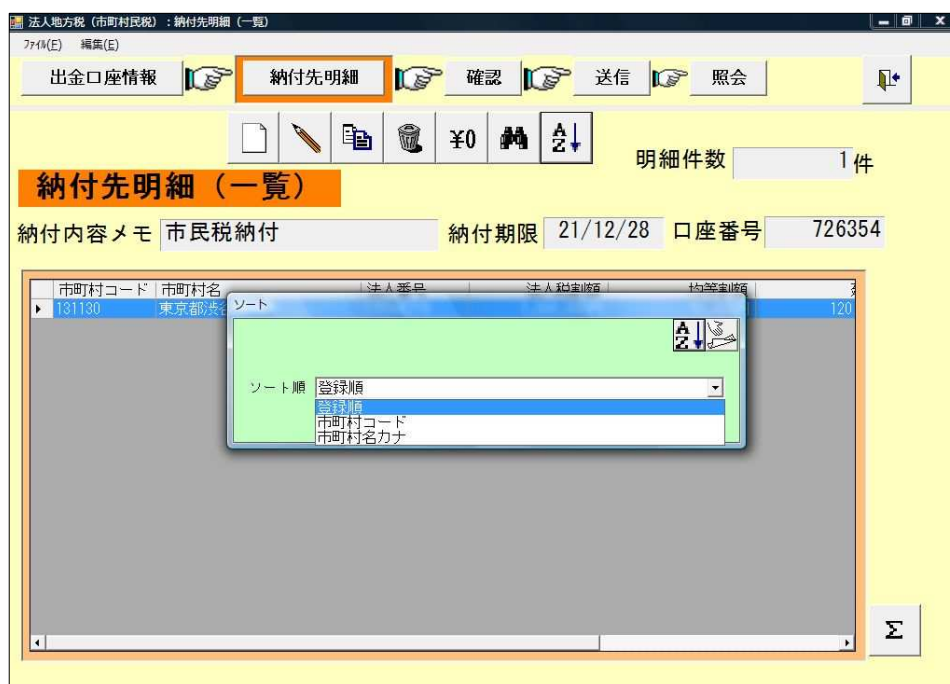 法人地方税（市町村民税）：納付先明細（一覧）
ファイル(F) 編集(E)
出金口座情報 納付先明細 確認 送信 照会
¥0 A Z
明細件数 1件
納付先明細（一覧）
納付内容メモ 市民税納付 納付期限 21/12/28 口座番号 726354
市町村コード 市町村名 法人番号 法人税割額 均等割額
131130 東京都渋谷 120
ソート
A Z
ソート順 登録順
登録順
市町村コード
市町村名カナ
Σ